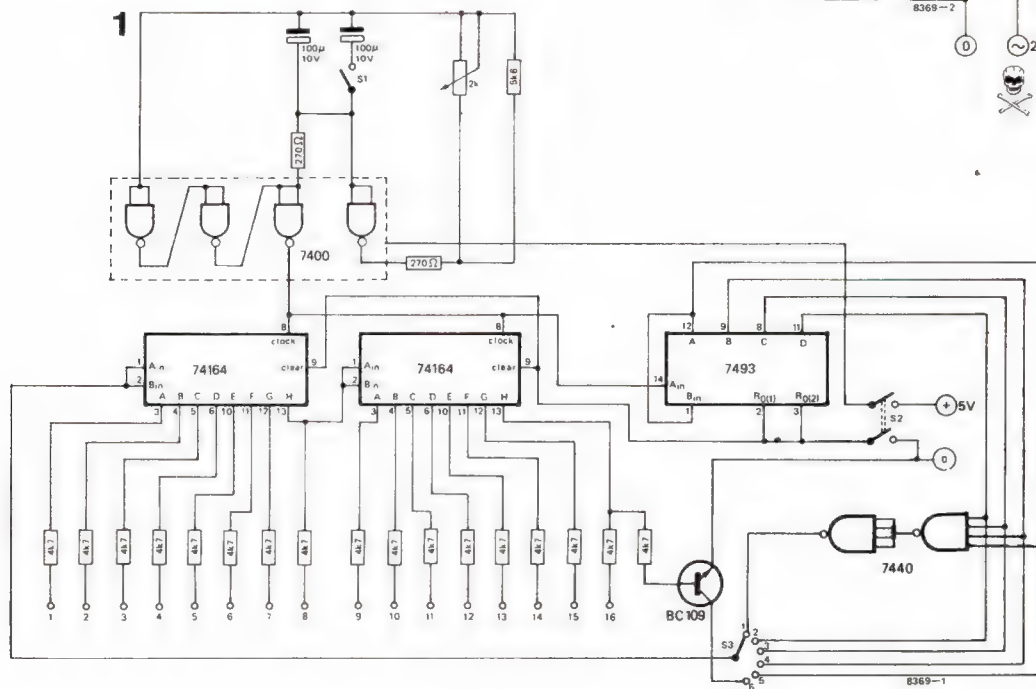 1
8369-2
0
~2
100µ
10V
100µ
10V
S1
2k
5k6
270Ω
7400
270Ω
8
clock
1
Ain
74164
clear
9
2
Bin
A B C D E F G H
3 4 5 6 10 11 12 13
8
clock
1
Ain
74164
clear
9
2
Bin
A B C D E F G H
3 4 5 6 10 11 12 13
12 9 8 11
A B C D
7493
14
Ain
Bin
R0(1)
R0(2)
1 2 3
S2
+ 5V
0
4k7 4k7 4k7 4k7 4k7 4k7 4k7 4k7 4k7 4k7 4k7 4k7 4k7 4k7 4k7 4k7 4k7
7440
BC109
1 2 3 4 5 6 7 8 9 10 11 12 13 14 15 16
S3
1
2
3
4
5
6
8369-1